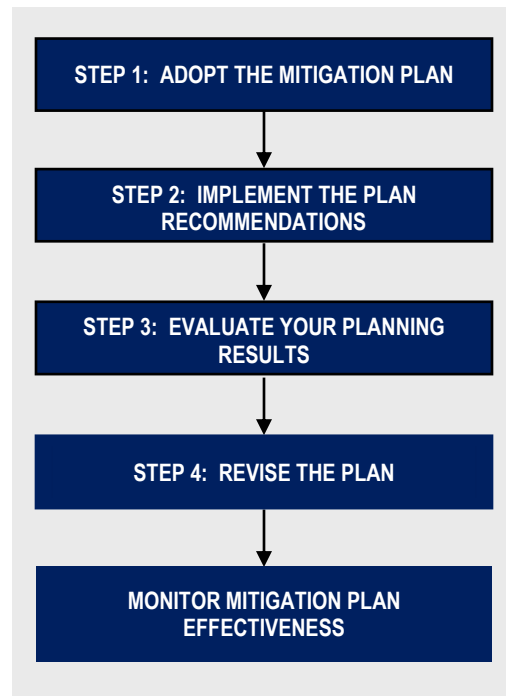 STEP 1: ADOPT THE MITIGATION PLAN
STEP 2: IMPLEMENT THE PLAN
RECOMMENDATIONS
STEP 3: EVALUATE YOUR PLANNING
RESULTS
STEP 4: REVISE THE PLAN
MONITOR MITIGATION PLAN
EFFECTIVENESS